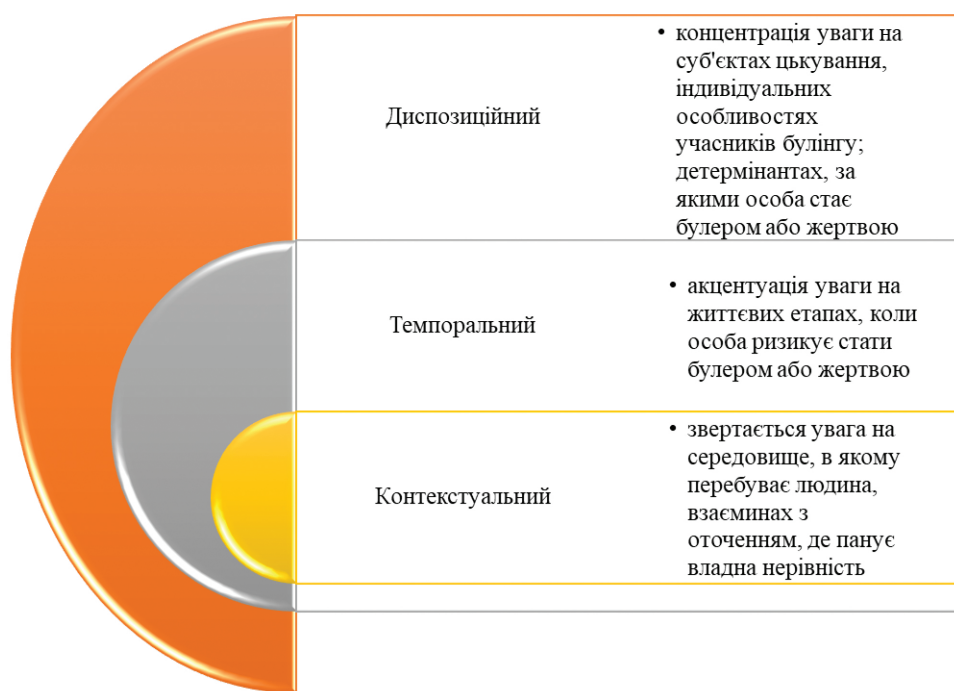 Диспозиційний
• концентрація уваги на
суб'єктах цькування,
індивідуальних
особливостях
учасників булінгу;
детермінантах, за
якими особа стає
булером або жертвою
Темпоральний
• акцентуація уваги на
життєвих етапах, коли
особа ризикує стати
булером або жертвою
Контекстуальний
• звертається увага на
середовище, в якому
перебуває людина,
взаєминах з
оточенням, де панує
владна нерівність